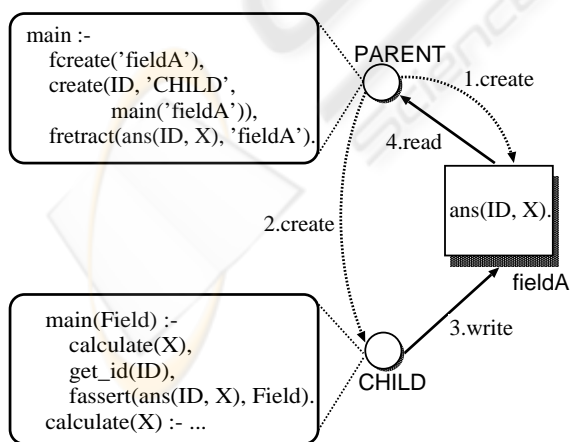 main :-
fcreate('fieldA'),
create(ID, 'CHILD',
main('fieldA')),
fretract(ans(ID, X), 'fieldA').
PARENT
1.create
4.read
2.create
ans(ID, X).
fieldA
3.write
CHILD
main(Field) :-
calculate(X),
get_id(ID),
fassert(ans(ID, X), Field).
calculate(X) :- ...